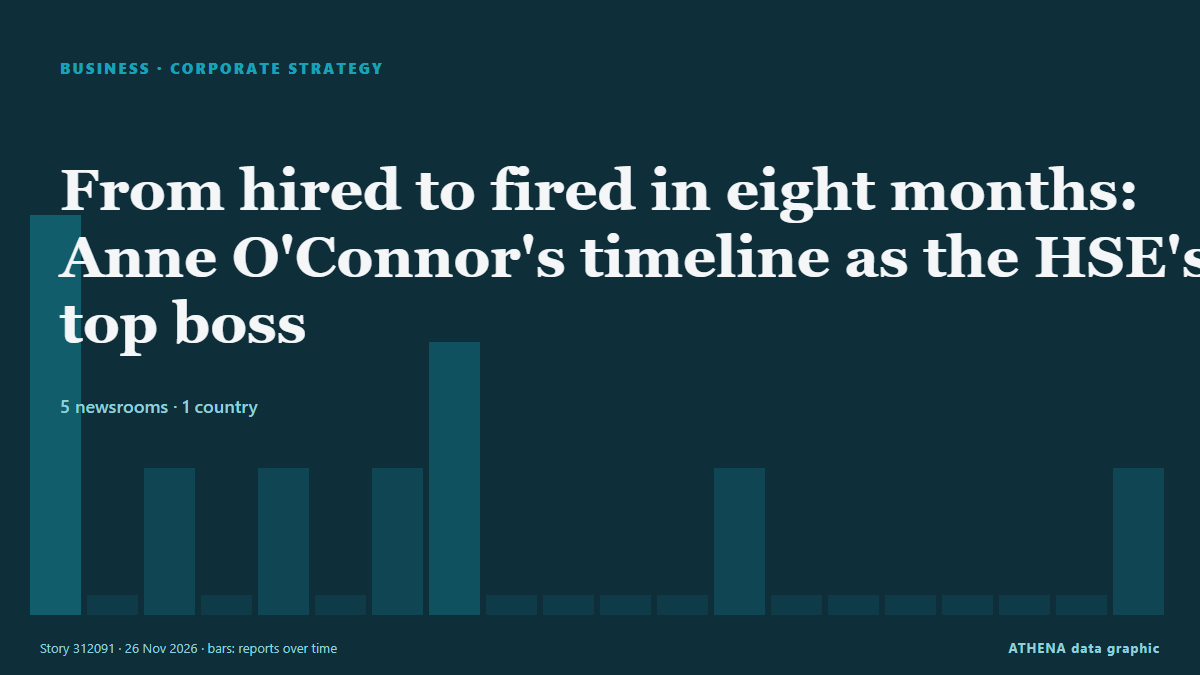 BUSINESS · CORPORATE STRATEGY
From hired to fired in eight months:
Anne O'Connor's timeline as the HSE's
top boss
5 newsrooms · 1 country
Story 312091 · 26 Nov 2026 · bars: reports over time
ATHENA data graphic